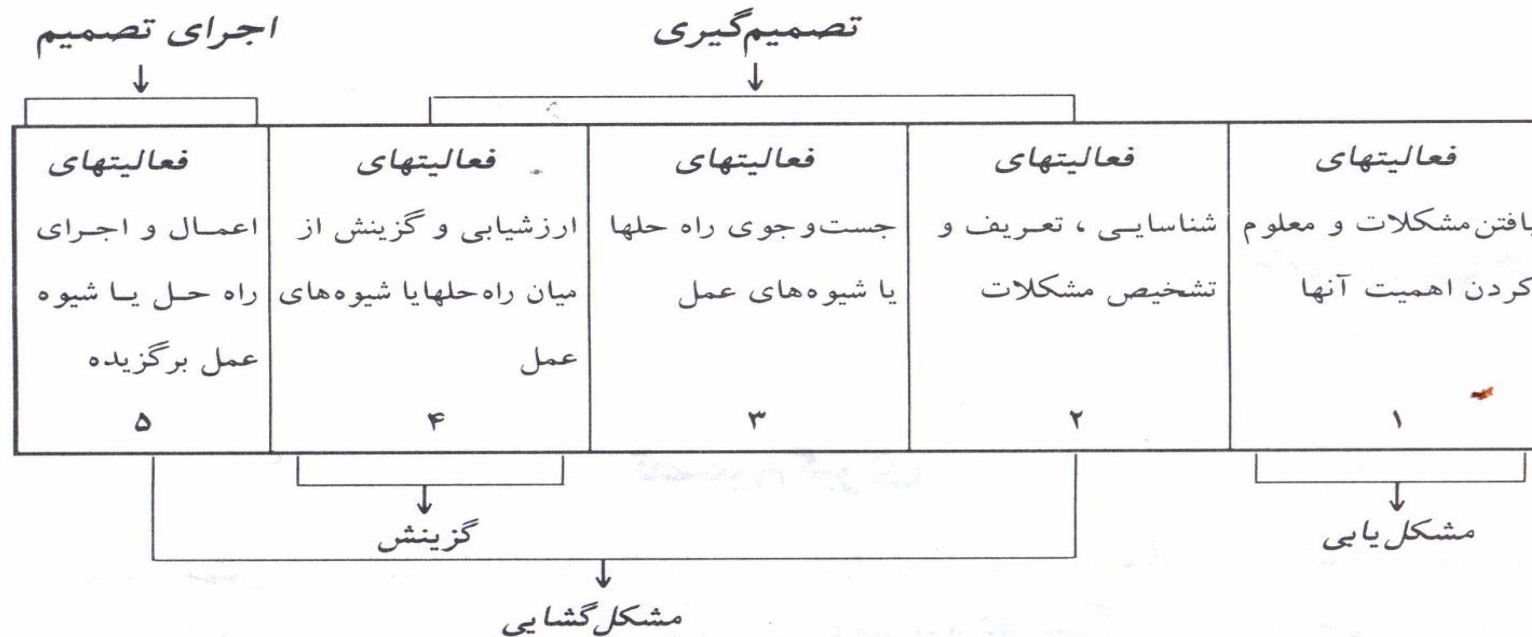 تصمیم‌گیری
اجرای تصمیم
فعالیتهای
یافتن مشکلات و معلوم
کردن اهمیت آنها
۱
فعالیتهای
شناسایی ، تعریف و
تشخیص مشکلات
۲
فعالیتهای
جست‌وجوی راه حلها
یا شیوه‌های عمل
۳
فعالیتهای
ارزشیابی و گزینش از
میان راه‌حلها یا شیوه‌های
عمل
۴
فعالیتهای
اعمال و اجرای
راه حل یا شیوه
عمل برگزیده
۵
مشکل‌یابی
گزینش
مشکل‌گشایی